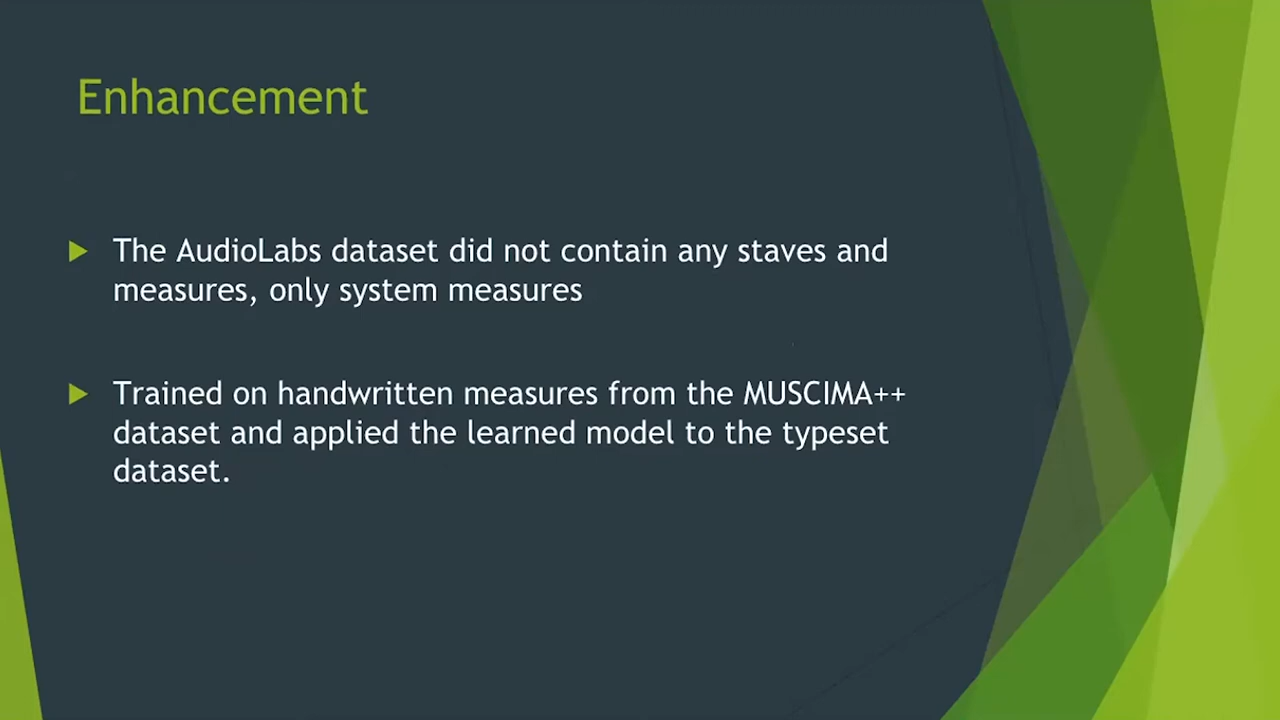 Enhancement
The AudioLabs dataset did not contain any staves and
measures, only system measures
Trained on handwritten measures from the MUSCIMA++
dataset and applied the learned model to the typeset
dataset.